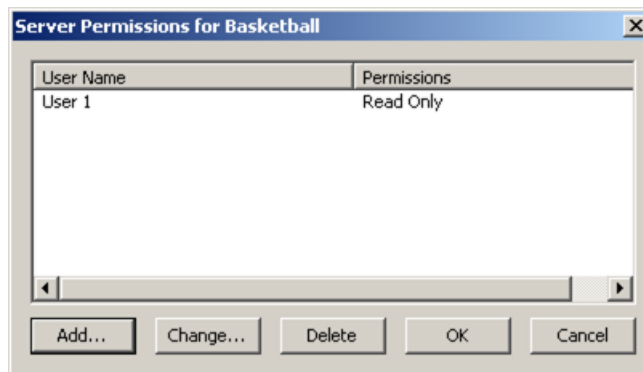 Server Permissions for Basketball
User Name Permissions
User 1 Read Only
Add... Change... Delete OK Cancel